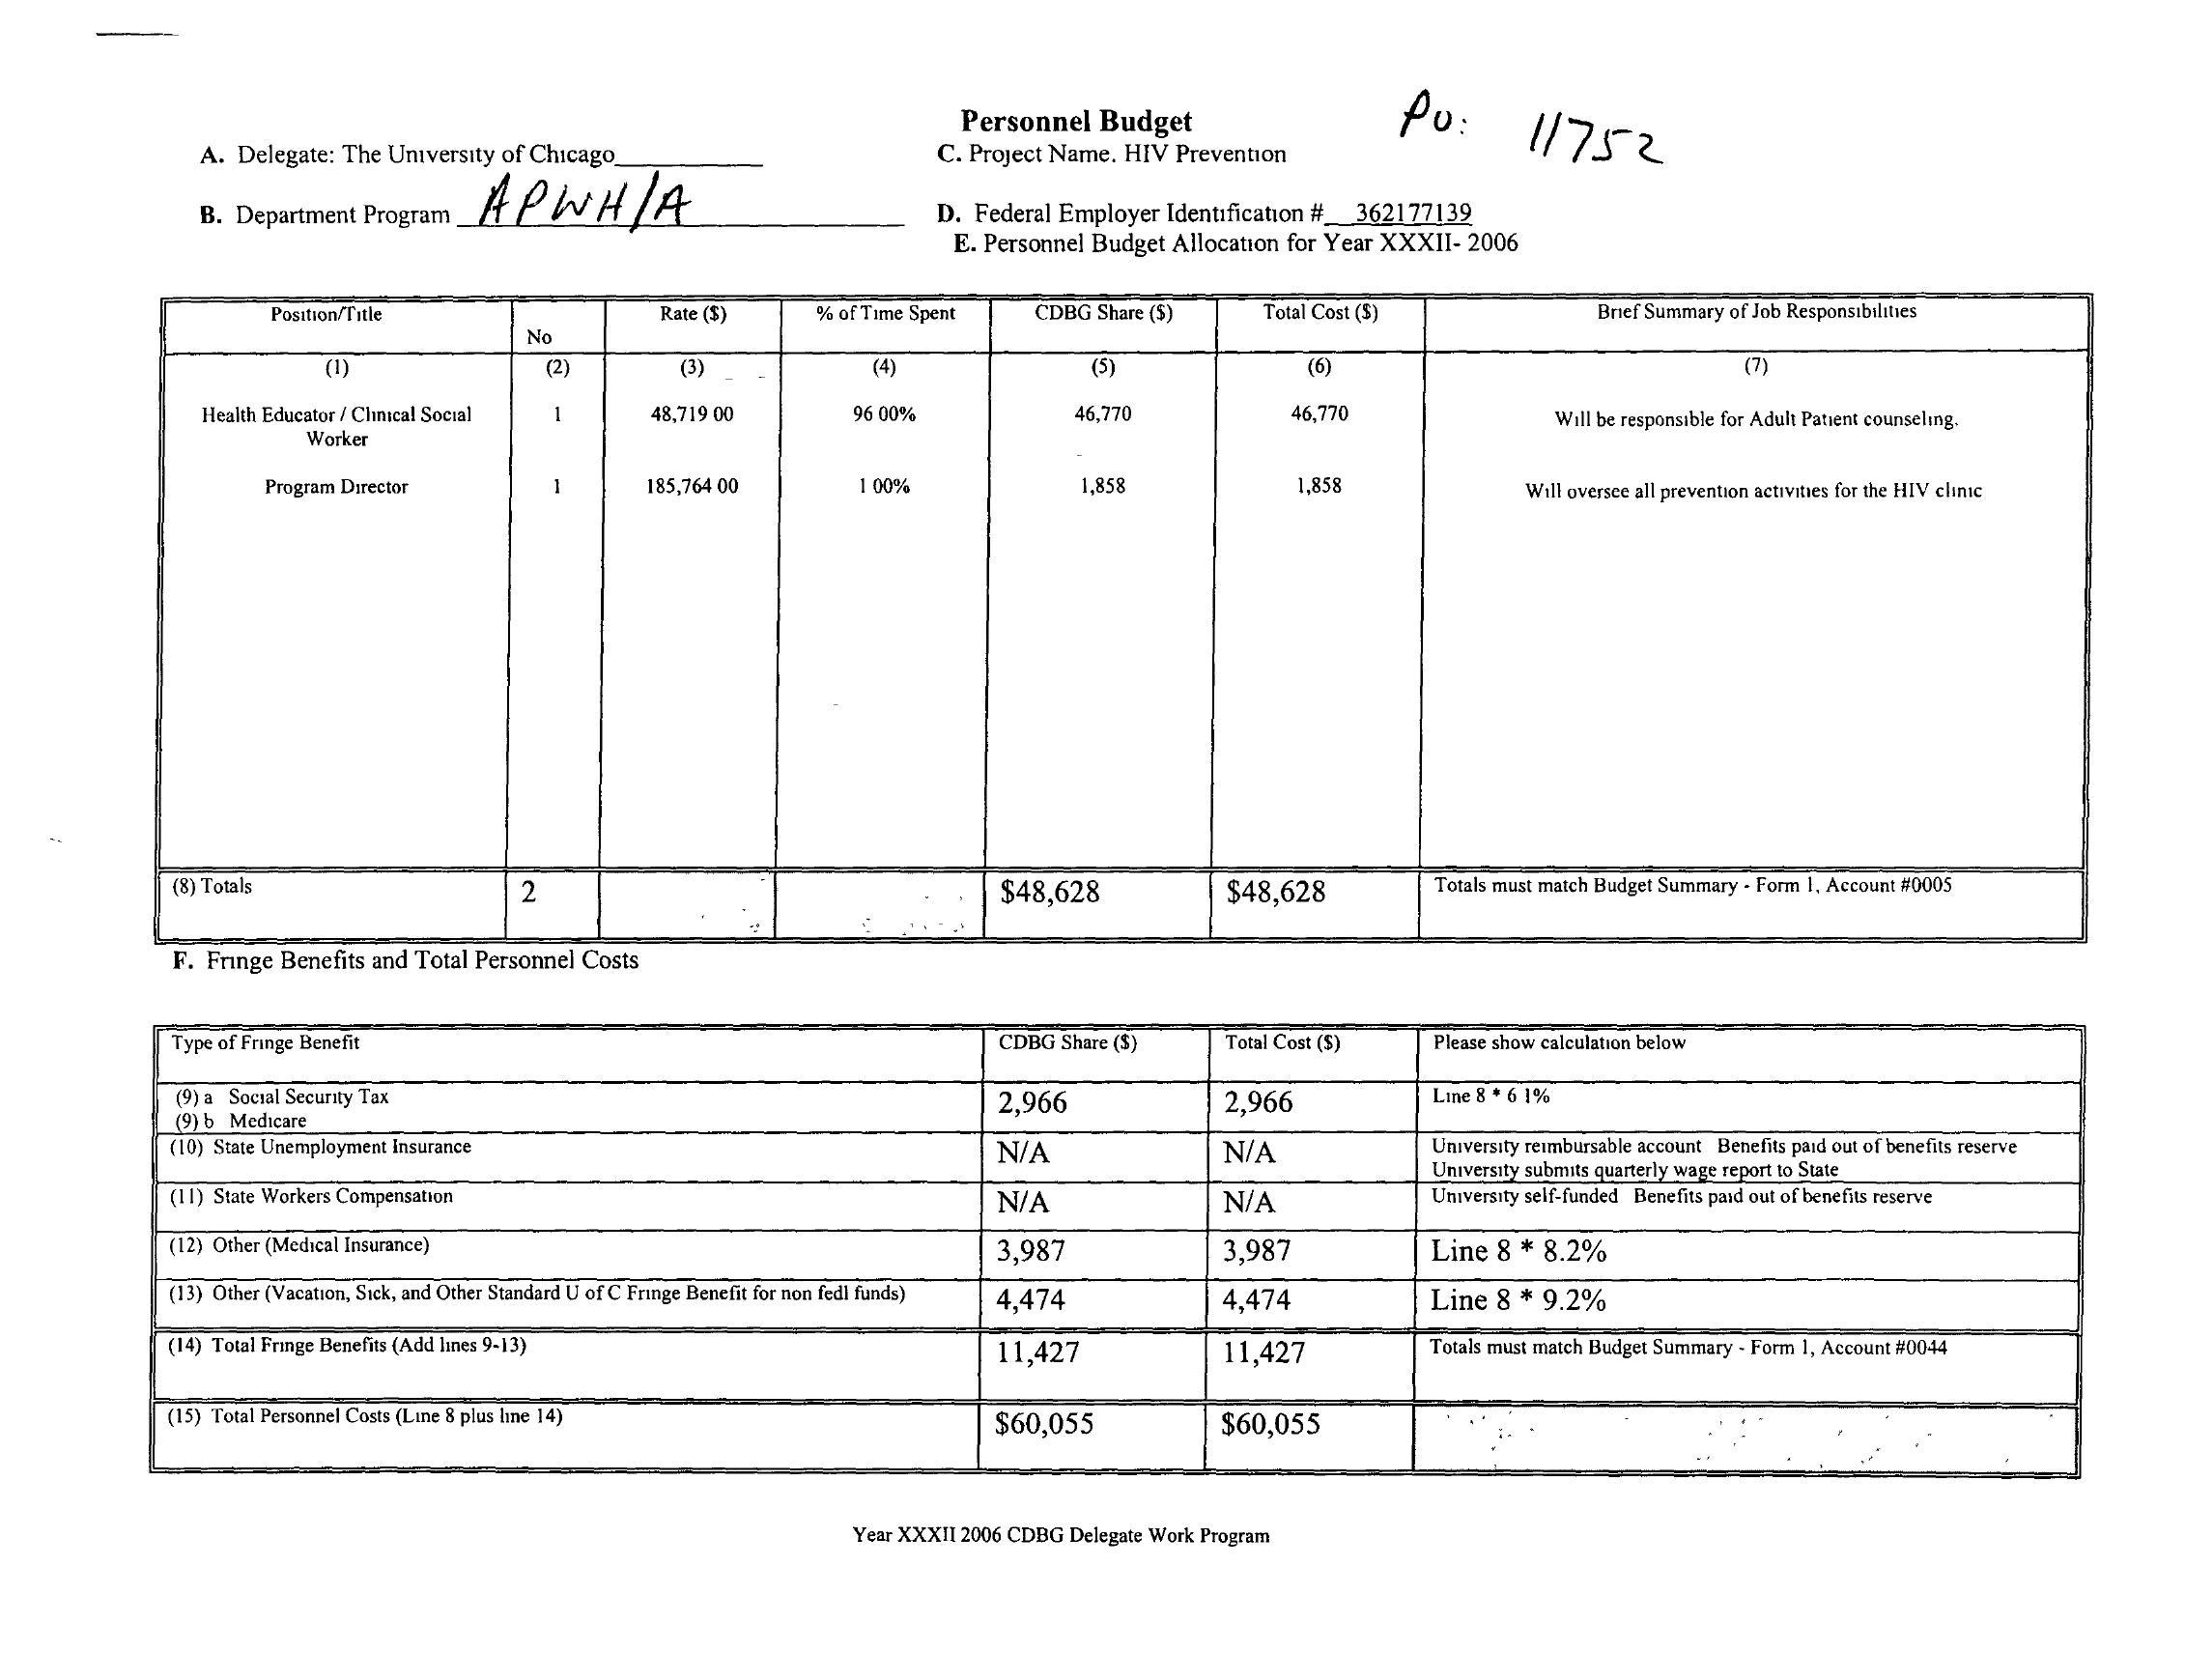 Personnel Budget
PO: 11752
A. Delegate: The University of Chicago
C. Project Name. HIV Prevention
B. Department Program APWH/A
D. Federal Employer Identification # 362177139
E. Personnel Budget Allocation for Year XXXII- 2006
Position/Title No Rate ($) % of Time Spent CDBG Share ($) Total Cost ($) Brief Summary of Job Responsibilities
(1) (2) (3) (4) (5) (6) (7)
Health Educator / Clinical Social 1 48,719 00 96 00% 46,770 46,770 Will be responsible for Adult Patient counseling.
Worker
Program Director 1 185,764 00 1 00% 1,858 1,858 Will oversee all prevention activities for the HIV clinic
(8) Totals 2 $48,628 $48,628 Totals must match Budget Summary - Form 1, Account #0005
F. Fringe Benefits and Total Personnel Costs
Type of Fringe Benefit CDBG Share ($) Total Cost ($) Please show calculation below
(9) a Social Security Tax 2,966 2,966 Line 8 * 6 1%
(9) b Medicare
(10) State Unemployment Insurance N/A N/A University reimbursable account Benefits paid out of benefits reserve
University submits quarterly wage report to State
(11) State Workers Compensation N/A N/A University self-funded Benefits paid out of benefits reserve
(12) Other (Medical Insurance) 3,987 3,987 Line 8 * 8.2%
(13) Other (Vacation, Sick, and Other Standard U of C Fringe Benefit for non fedl funds) 4,474 4,474 Line 8 * 9.2%
(14) Total Fringe Benefits (Add lines 9-13) 11,427 11,427 Totals must match Budget Summary - Form 1, Account #0044
(15) Total Personnel Costs (Line 8 plus line 14) $60,055 $60,055
Year XXXII 2006 CDBG Delegate Work Program